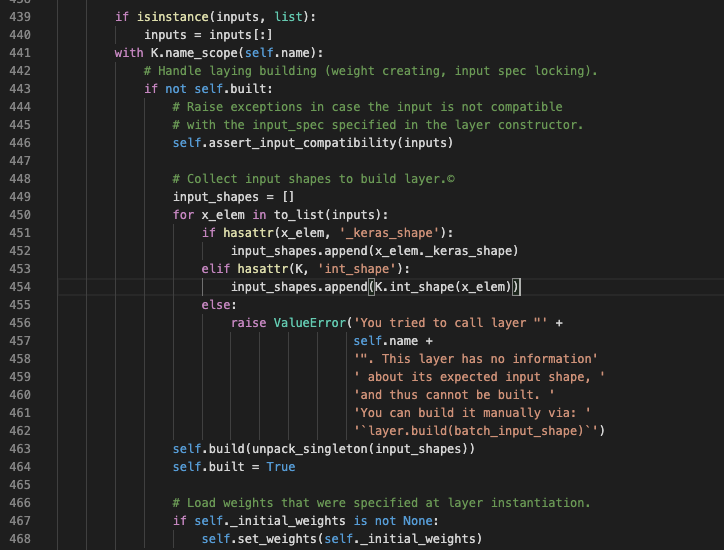 439 if isinstance(inputs, list):
440 inputs = inputs[:]
441 with K.name_scope(self.name):
442 # Handle laying building (weight creating, input spec locking).
443 if not self.built:
444 # Raise exceptions in case the input is not compatible
445 # with the input_spec specified in the layer constructor.
446 self.assert_input_compatibility(inputs)
447
448 # Collect input shapes to build layer.©
449 input_shapes = []
450 for x_elem in to_list(inputs):
451 if hasattr(x_elem, '_keras_shape'):
452 input_shapes.append(x_elem._keras_shape)
453 elif hasattr(K, 'int_shape'):
454 input_shapes.append(K.int_shape(x_elem))
455 else:
456 raise ValueError('You tried to call layer "' +
457 self.name +
458 '". This layer has no information'
459 ' about its expected input shape, '
460 'and thus cannot be built. '
461 'You can build it manually via: '
462 '`layer.build(batch_input_shape)`')
463 self.build(unpack_singleton(input_shapes))
464 self.built = True
465
466 # Load weights that were specified at layer instantiation.
467 if self._initial_weights is not None:
468 self.set_weights(self._initial_weights)